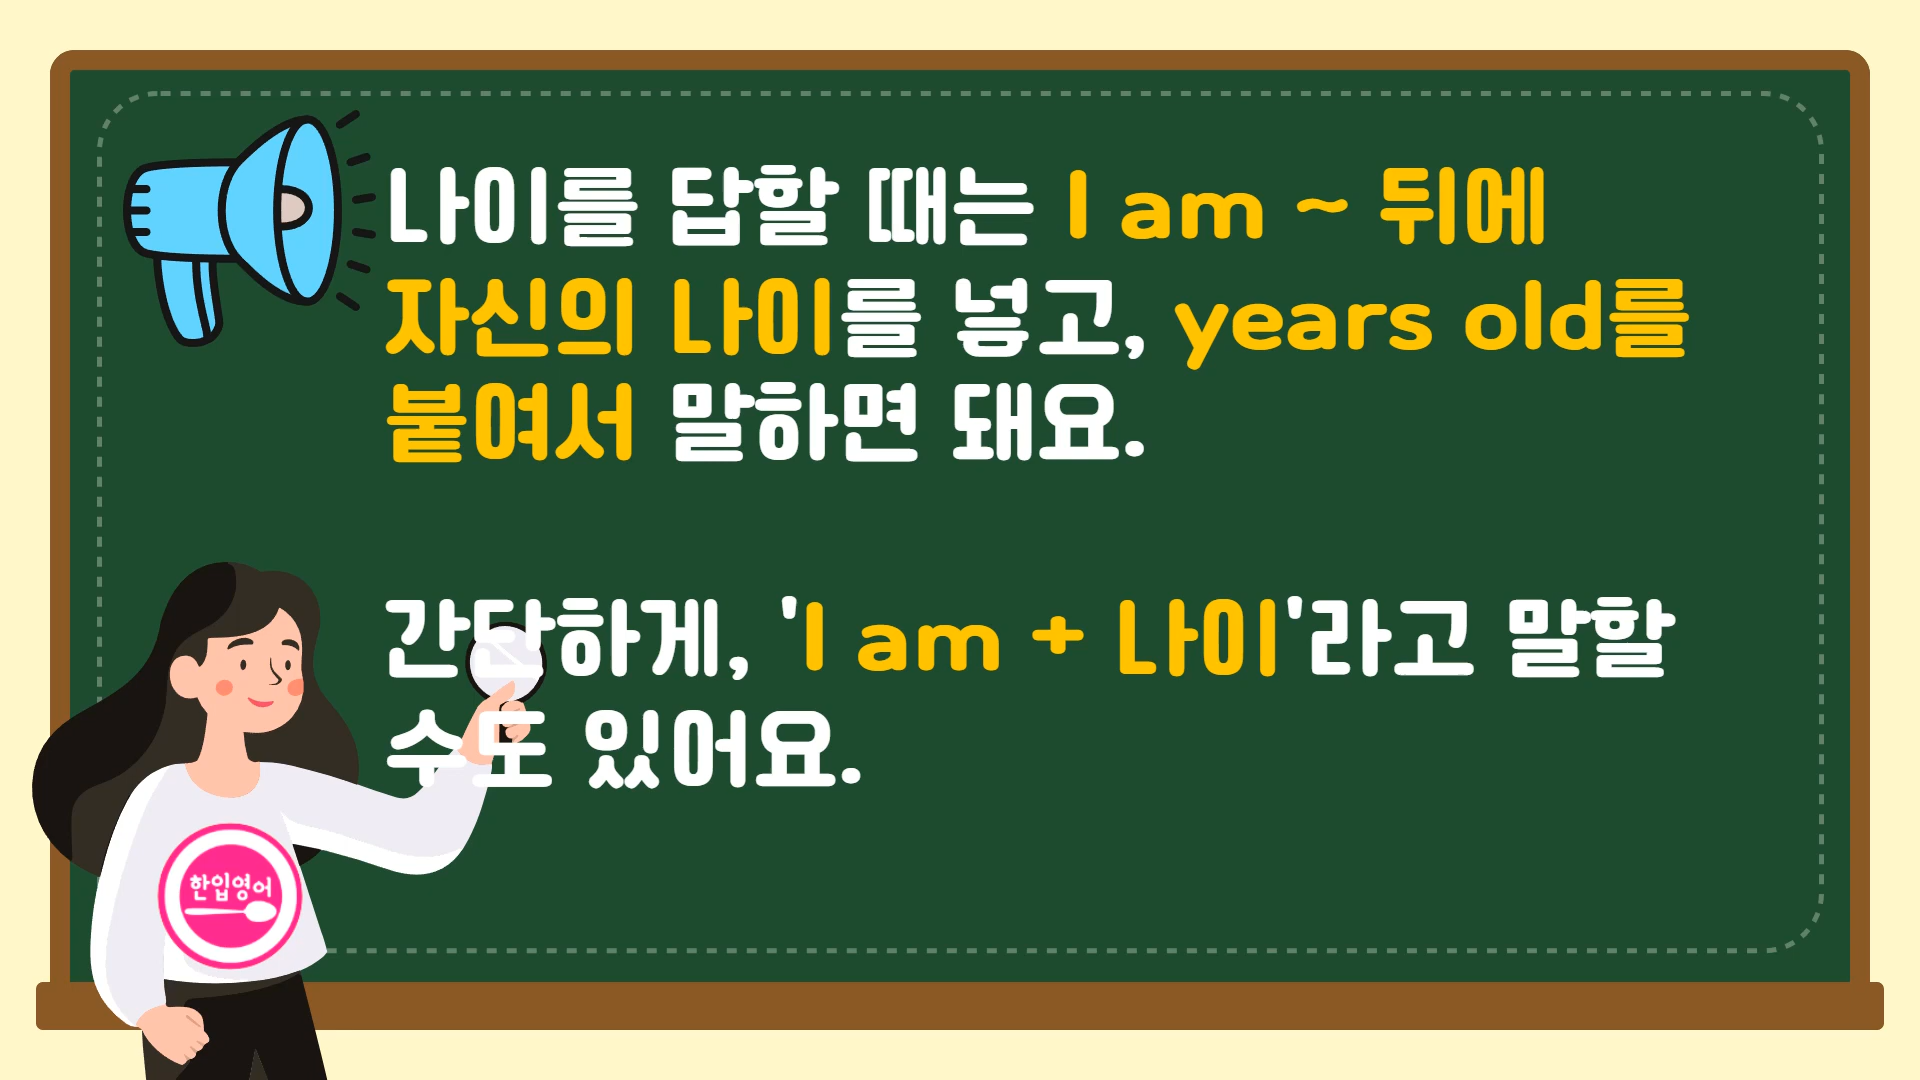 나이를 답할 때는 I am ~ 뒤에
자신의 나이를 넣고, years old를
붙여서 말하면 돼요.
간단하게, 'I am + 나이'라고 말할
수도 있어요.
한입영어